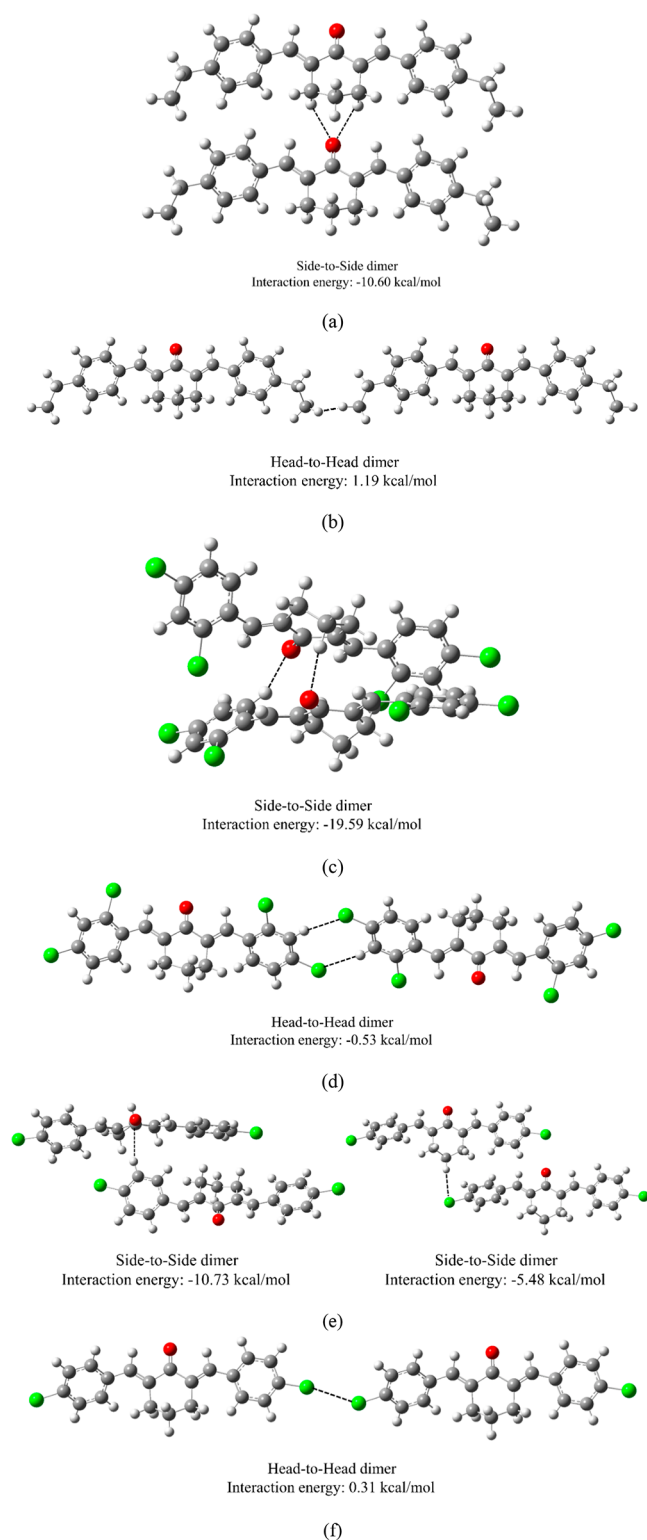 Side-to-Side dimer
Interaction energy: -10.60 kcal/mol
(a)
Head-to-Head dimer
Interaction energy: 1.19 kcal/mol
(b)
Side-to-Side dimer
Interaction energy: -19.59 kcal/mol
(c)
Head-to-Head dimer
Interaction energy: -0.53 kcal/mol
(d)
Side-to-Side dimer
Interaction energy: -10.73 kcal/mol
Side-to-Side dimer
Interaction energy: -5.48 kcal/mol
(e)
Head-to-Head dimer
Interaction energy: 0.31 kcal/mol
(f)